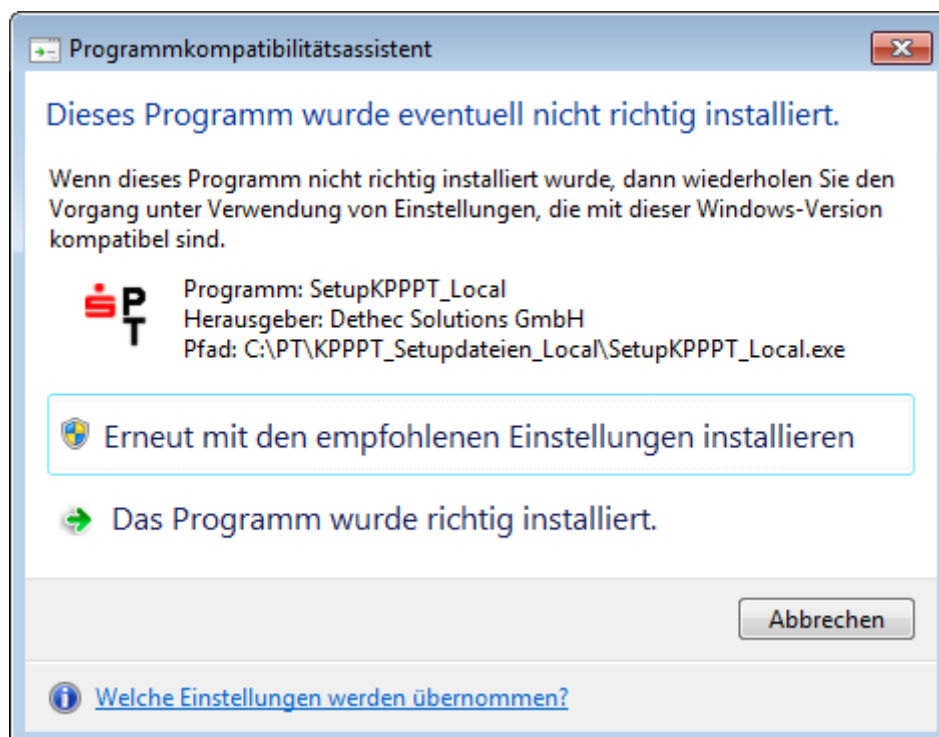 Programmkompatibilitätsassistent
Dieses Programm wurde eventuell nicht richtig installiert.
Wenn dieses Programm nicht richtig installiert wurde, dann wiederholen Sie den
Vorgang unter Verwendung von Einstellungen, die mit dieser Windows-Version
kompatibel sind.
S P
T
Programm: SetupKPPPT_Local
Herausgeber: Dethec Solutions GmbH
Pfad: C:\PT\KPPPT_Setupdateien_Local\SetupKPPPT_Local.exe
Erneut mit den empfohlenen Einstellungen installieren
Das Programm wurde richtig installiert.
Abbrechen
Welche Einstellungen werden übernommen?